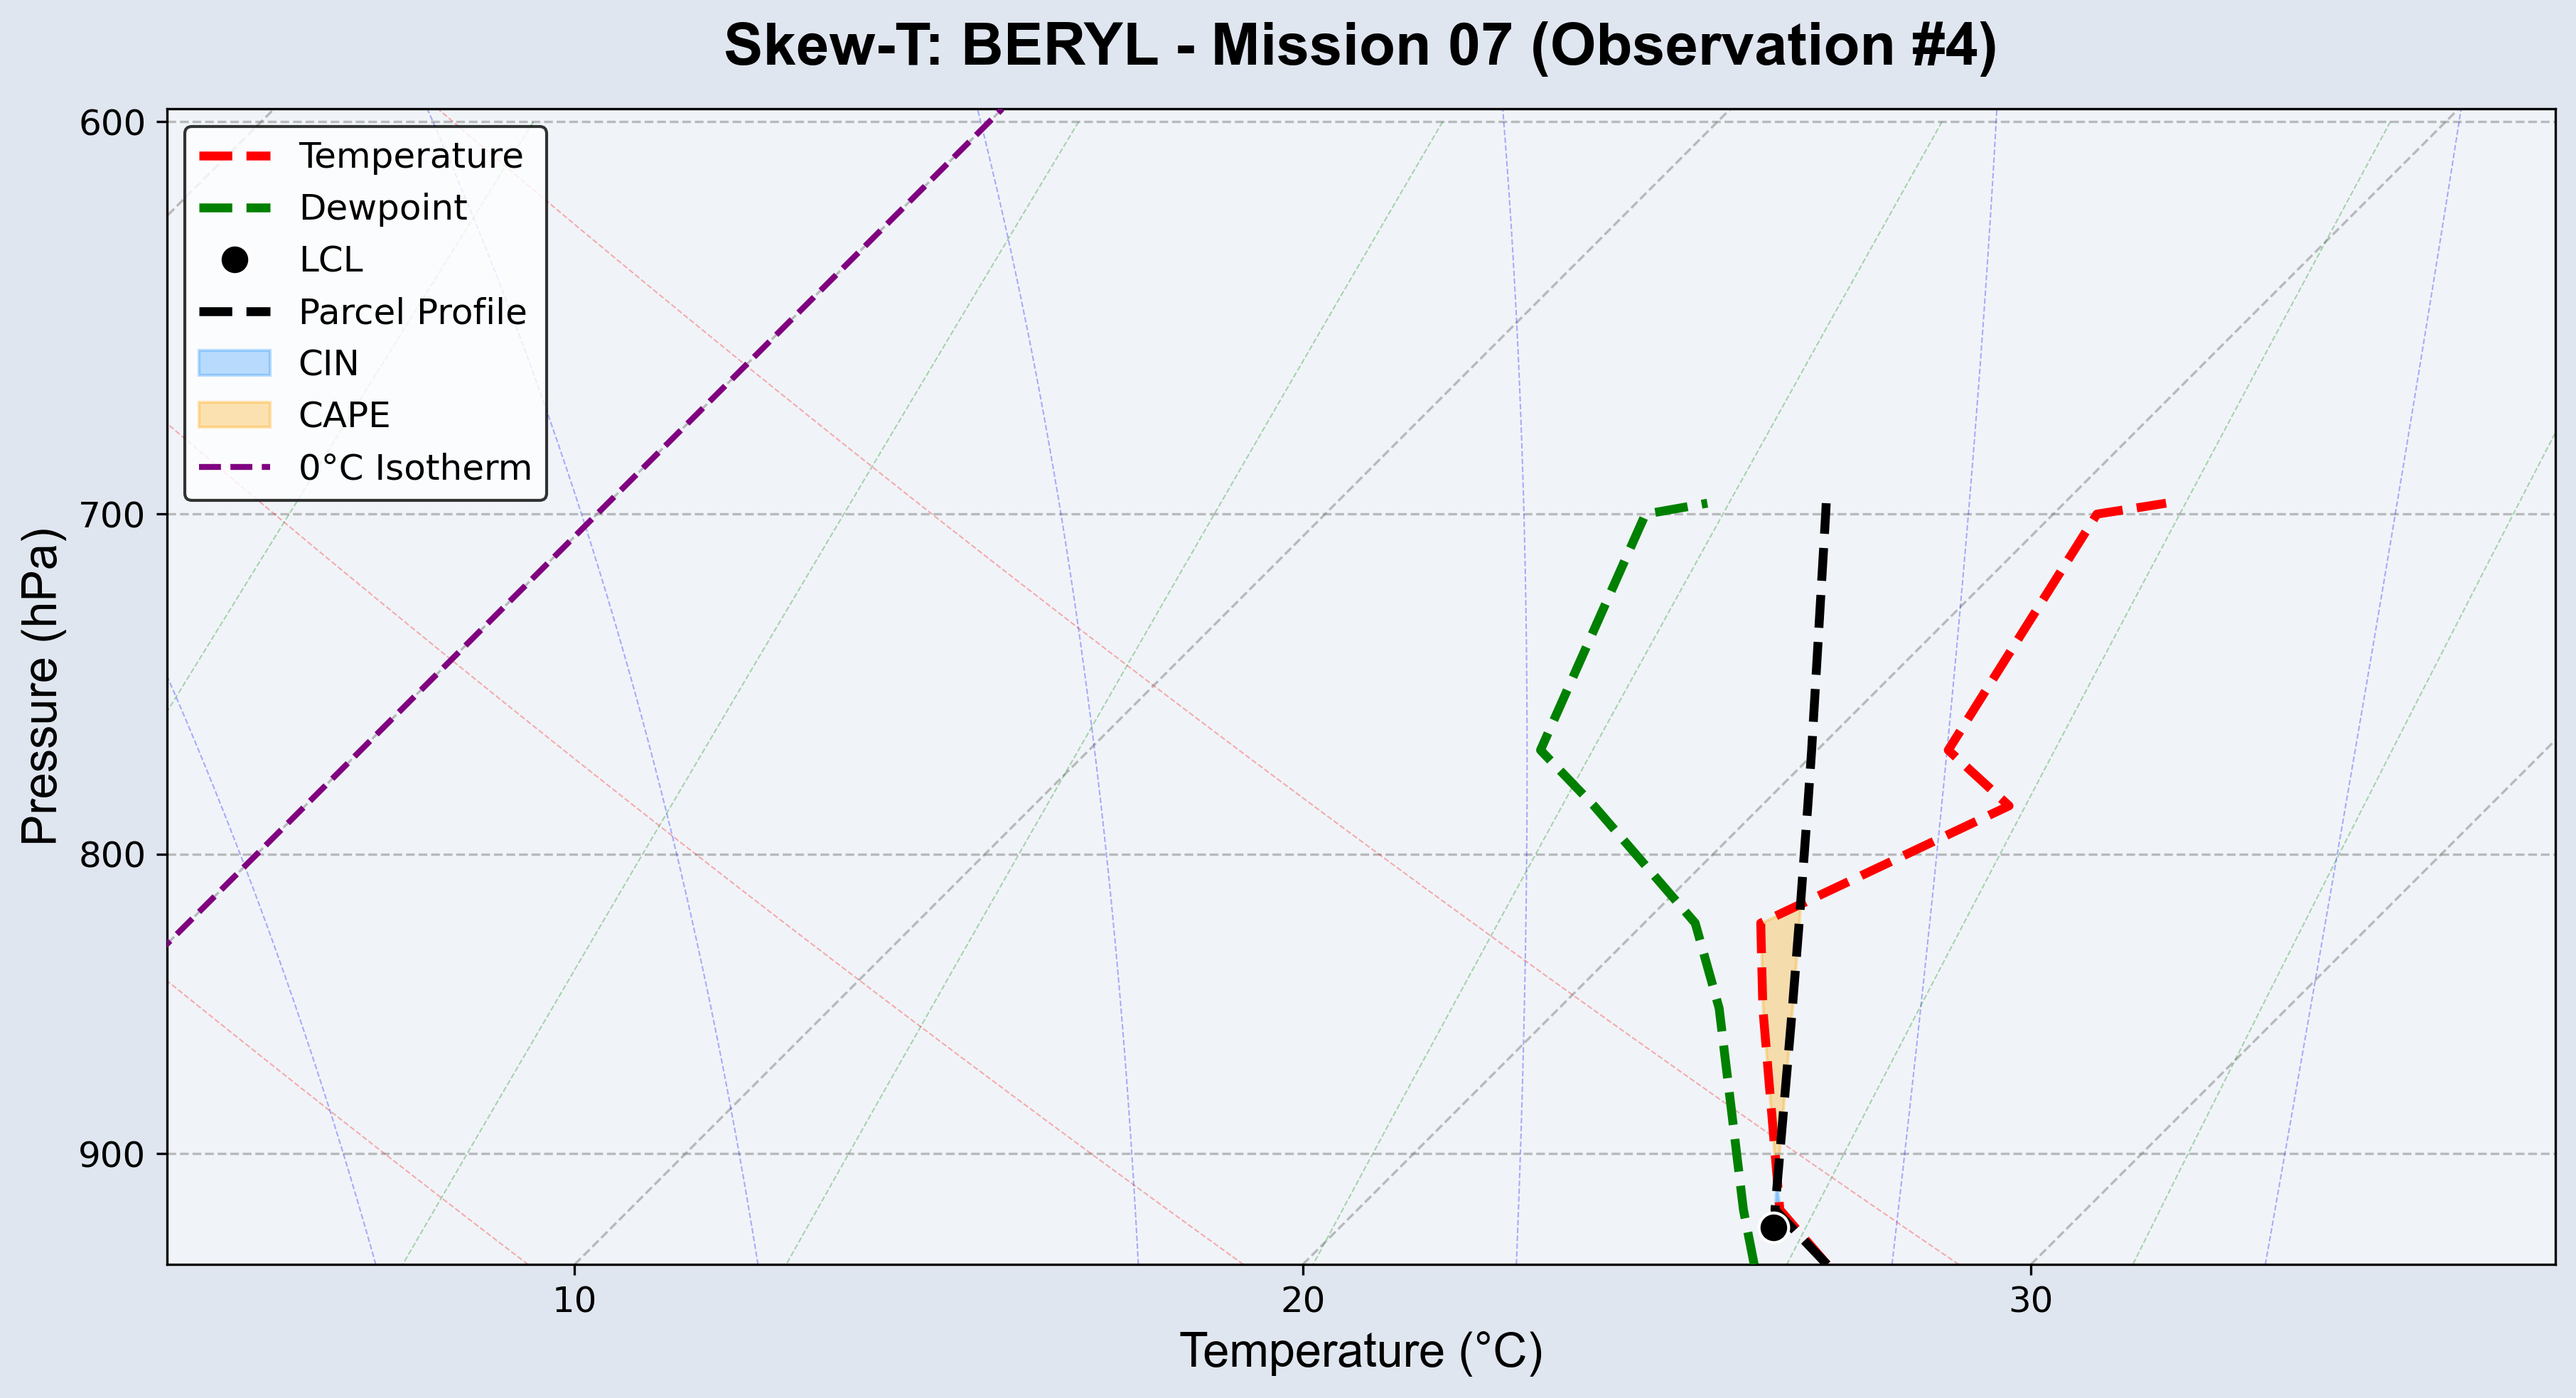 Skew-T: BERYL - Mission 07 (Observation #4)
600
700
800
900
Pressure (hPa)
Temperature
Dewpoint
LCL
Parcel Profile
CIN
CAPE
0°C Isotherm
10
20
30
Temperature (°C)